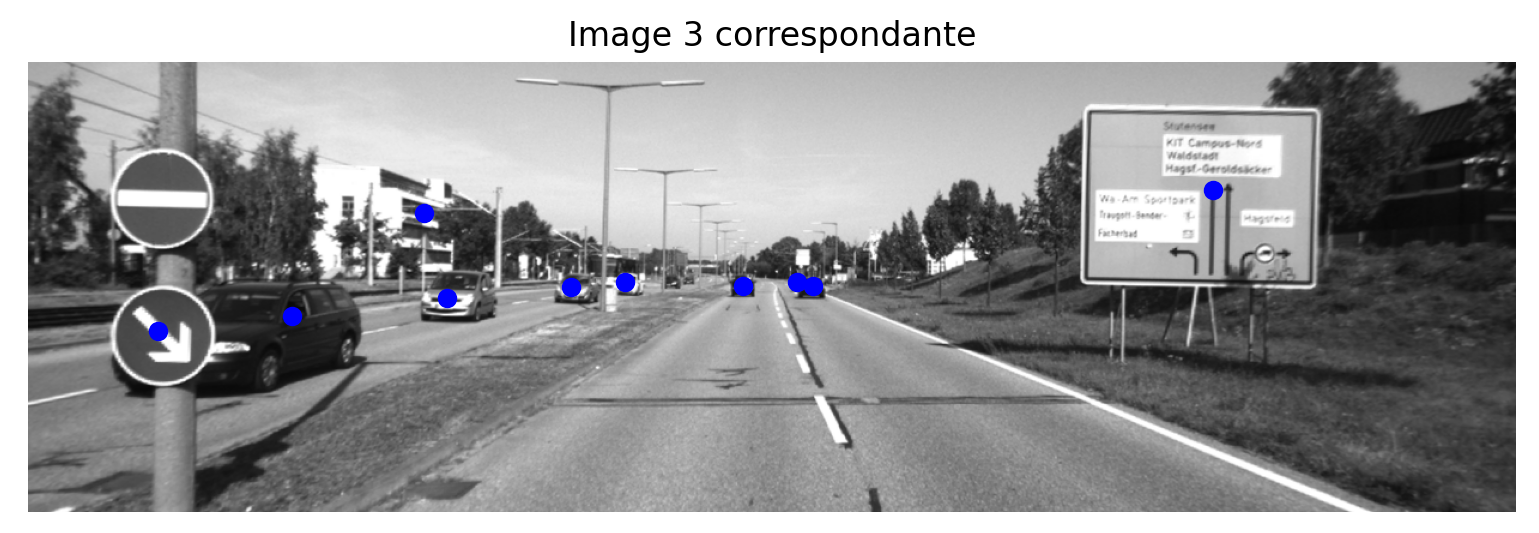 Image 3 correspondante
Stutensee
KIT Campus-Nord
Waldstadt
Hagsf.-Geroldsäcker
Wa.-Am Sportpark
Traugott-Bender-
Fächerbad
Hagsfeld